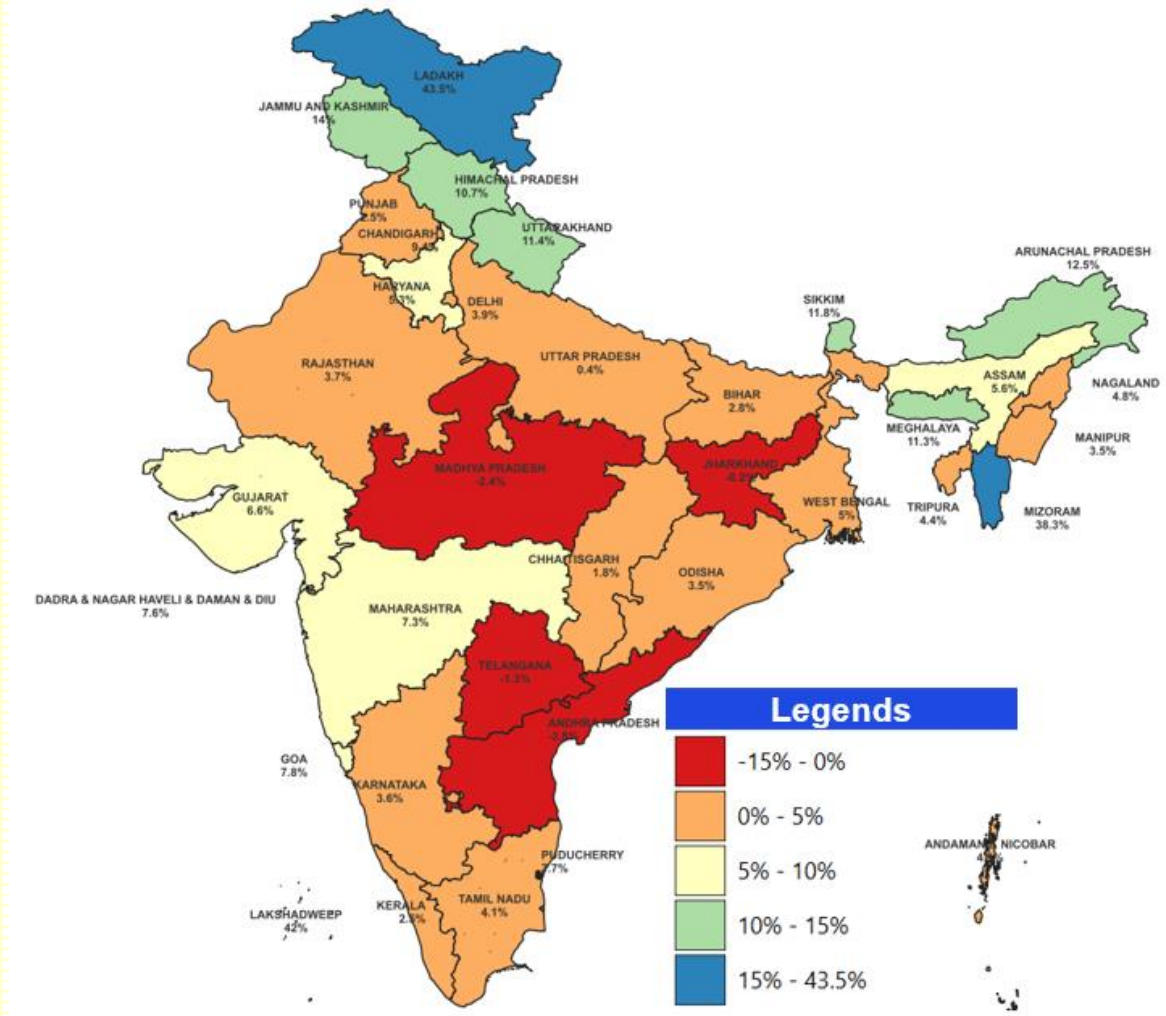 LADAKH
43.5%
JAMMU AND KASHMIR
14%
HIMACHAL PRADESH
10.7%
PUNJAB
2.5%
UTTARAKHAND
11.4%
CHANDIGARH
ARUNACHAL PRADESH
12.5%
HARYANA
5.3%
DELHI
3.9%
SIKKIM
11.8%
RAJASTHAN
3.7%
UTTAR PRADESH
0.4%
ASSAM
5.6%
NAGALAND
4.8%
BIHAR
2.8%
MEGHALAYA
11.3%
MANIPUR
3.5%
MADHYA PRADESH
-2.4%
JHARKHAND
GUJARAT
6.6%
WEST BENGAL
5%
TRIPURA
4.4%
MIZORAM
38.3%
CHHATTISGARH
1.8%
ODISHA
3.5%
DADRA & NAGAR HAVELI & DAMAN & DIU
7.6%
MAHARASHTRA
7.3%
TELANGANA
ANDHRA PRADESH
Legends
-15% - 0%
0% - 5%
5% - 10%
10% - 15%
15% - 43.5%
GOA
7.8%
KARNATAKA
3.6%
ANDAMAN NICOBAR
PUDUCHERRY
7.7%
LAKSHADWEEP
42%
KERALA
TAMIL NADU
4.1%